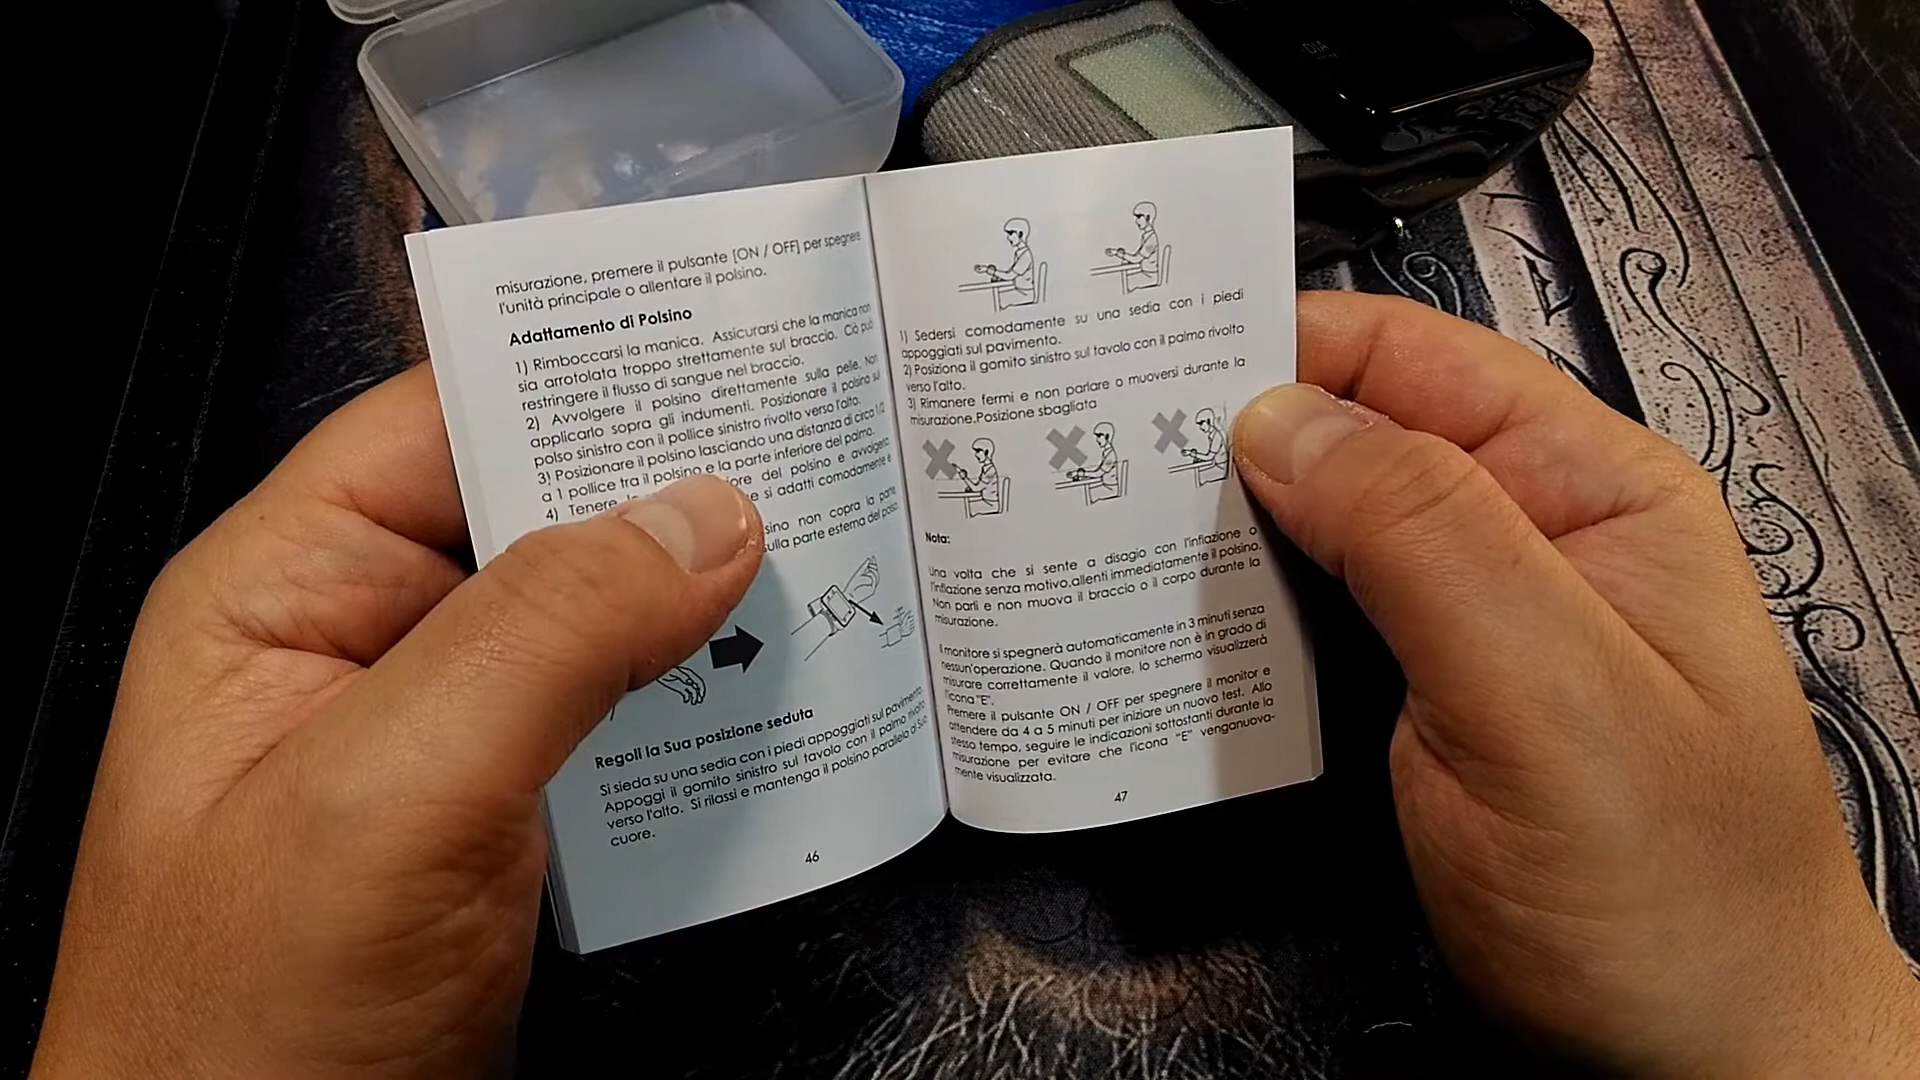 DIA
misurazione, premere il pulsante [ON / OFF] per spegnere
l'unità principale o allentare il polsino.
Adattamento di Polsino
1) Rimboccarsi la manica. Assicurarsi che la manica non
sia arrotolata troppo strettamente sul braccio. Ciò può
restringere il flusso di sangue nel braccio.
2) Avvolgere il polsino direttamente sulla pelle. Non
applicarlo sopra gli indumenti. Posizionare il polsino sul
polso sinistro con il pollice sinistro rivolto verso l'alto.
3) Posizionare il polsino lasciando una distanza di circa 1/2
a 1 pollice tra il polsino e la parte inferiore del palmo.
4) Tenere del polsino e avvolgere
si adatti comodamente e
non copra la parte
sulla parte esterna del polso.
Regoli la Sua posizione seduta
Si sieda su una sedia con i piedi appoggiati sul pavimento.
Appoggi il gomito sinistro sul tavolo con il palmo rivolto
verso l'alto. Si rilassi e mantenga il polsino parallelo al Suo
cuore.
46
1) Sedersi comodamente su una sedia con i piedi
appoggiati sul pavimento.
2) Posiziona il gomito sinistro sul tavolo con il palmo rivolto
verso l'alto.
3) Rimanere fermi e non parlare o muoversi durante la
misurazione.Posizione sbagliata
Nota:
Una volta che si sente a disagio con l'inflazione o
l'inflazione senza motivo,allenti immediatamente il polsino.
Non parli e non muova il braccio o il corpo durante la
misurazione.
Il monitore si spegnerà automaticamente in 3 minuti senza
nessun'operazione. Quando il monitore non è in grado di
misurare correttamente il valore, lo schermo visualizzerà
l'icona "E".
Premere il pulsante ON / OFF per spegnere il monitor e
attendere da 4 a 5 minuti per iniziare un nuovo test. Allo
stesso tempo, seguire le indicazioni sottostanti durante la
misurazione per evitare che l'icona "E" venganuova-
mente visualizzata.
47